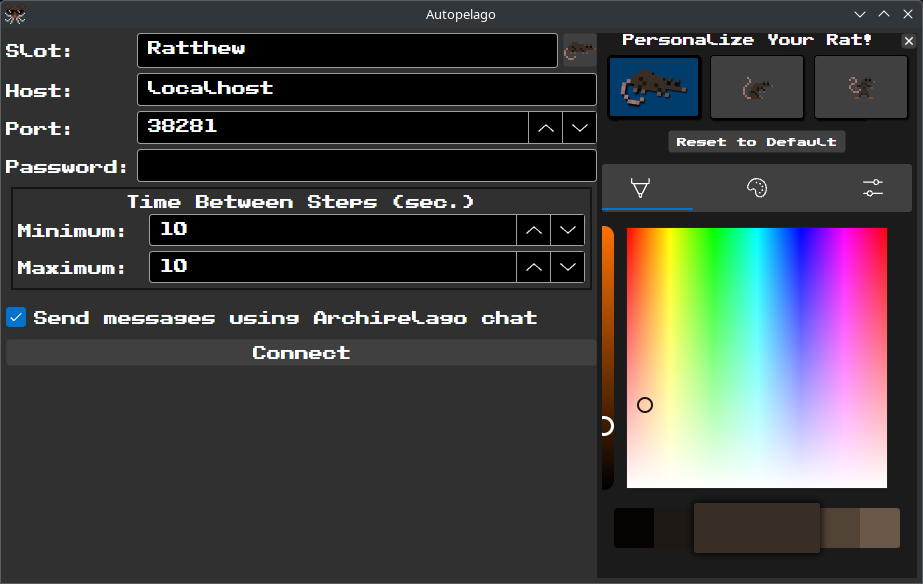 Autopelago
Slot:
Ratthew
Host:
localhost
Port:
38281
Password:
Time Between Steps (sec.)
Minimum:
10
Maximum:
10
Send messages using Archipelago chat
Connect
Personalize Your Rat!
Reset to Default